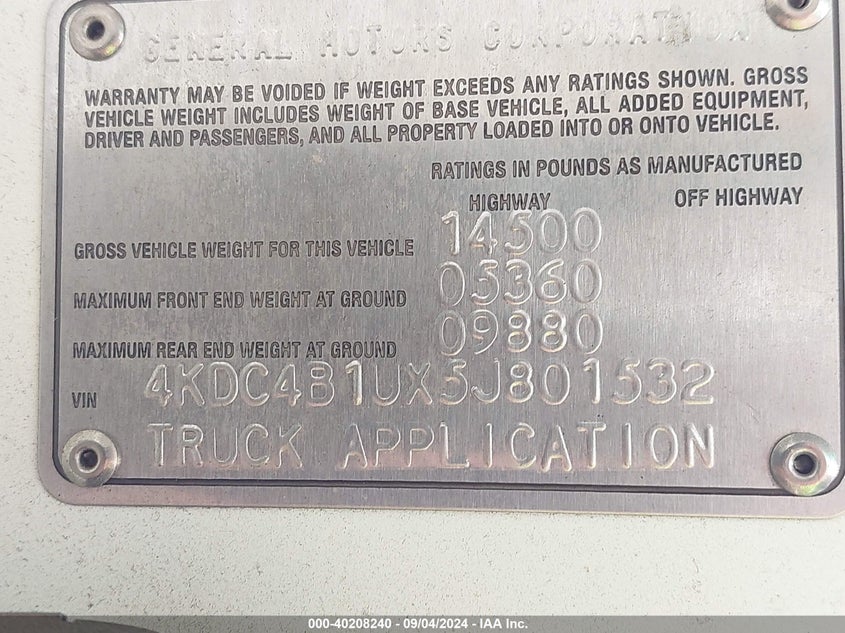 GENERAL MOTORS CORPORATION
WARRANTY MAY BE VOIDED IF WEIGHT EXCEEDS ANY RATINGS SHOWN. GROSS
VEHICLE WEIGHT INCLUDES WEIGHT OF BASE VEHICLE, ALL ADDED EQUIPMENT,
DRIVER AND PASSENGERS, AND ALL PROPERTY LOADED INTO OR ONTO VEHICLE.
RATINGS IN POUNDS AS MANUFACTURED
HIGHWAY OFF HIGHWAY
GROSS VEHICLE WEIGHT FOR THIS VEHICLE 14500
MAXIMUM FRONT END WEIGHT AT GROUND 05360
MAXIMUM REAR END WEIGHT AT GROUND 09880
VIN 4KDC4B1UX5J801532
TRUCK APPLICATION
000-40208240 - 09/04/2024 - IAA Inc.